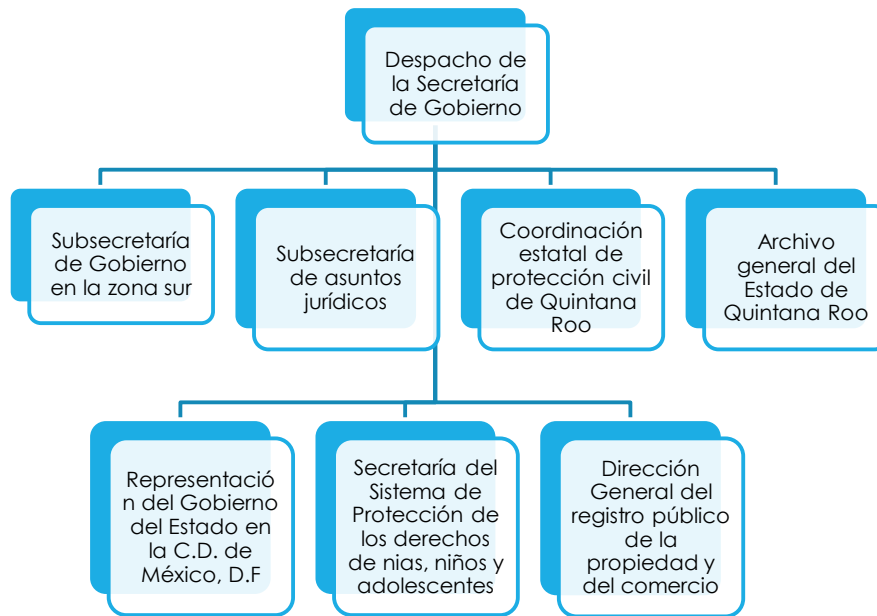 Despacho de
la Secretaría
de Gobierno
Subsecretaría
de Gobierno
en la zona sur
Subsecretaría
de asuntos
jurídicos
Coordinación
estatal de
protección civil
de Quintana
Roo
Archivo
general del
Estado de
Quintana Roo
Representació
n del Gobierno
del Estado en
la C.D. de
México, D.F
Secretaría del
Sistema de
Protección de
los derechos
de nias, niños y
adolescentes
Dirección
General del
registro público
de la
propiedad y
del comercio